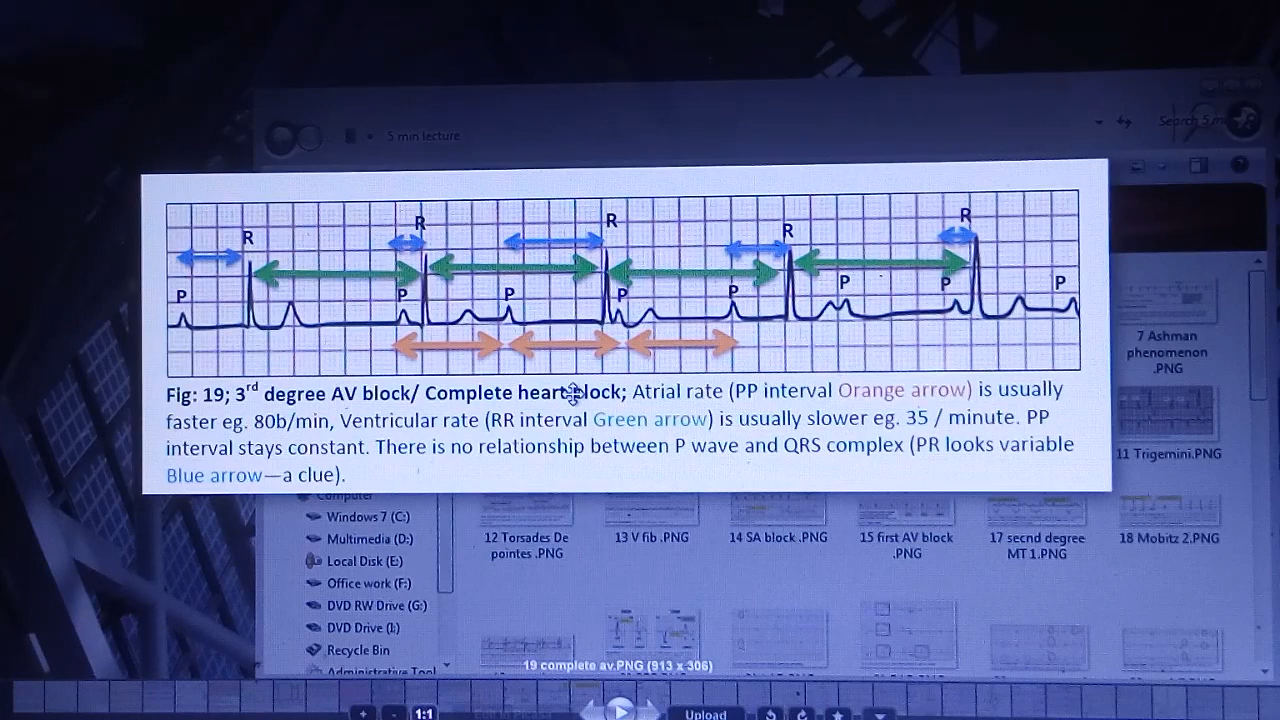 5 min lecture
Search 5 m
R
R
R
R
R
P
P
P
P
P
P
P
P
Fig: 19; 3rd degree AV block/ Complete heart block; Atrial rate (PP interval Orange arrow) is usually
faster eg. 80b/min, Ventricular rate (RR interval Green arrow) is usually slower eg. 35 / minute. PP
interval stays constant. There is no relationship between P wave and QRS complex (PR looks variable
Blue arrow—a clue).
7 Ashman
phenomenon
.PNG
11 Trigemini.PNG
Computer
Windows 7 (C:)
Multimedia (D:)
Local Disk (E:)
Office work (F:)
DVD RW Drive (G:)
DVD Drive (I:)
Recycle Bin
Administrative Tool
12 Torsades De
pointes .PNG
13 V fib .PNG
14 SA block .PNG
15 first AV block
.PNG
17 secnd degree
MT 1.PNG
18 Mobitz 2.PNG
19 complete av.PNG (913 x 306)
1:1
Upload